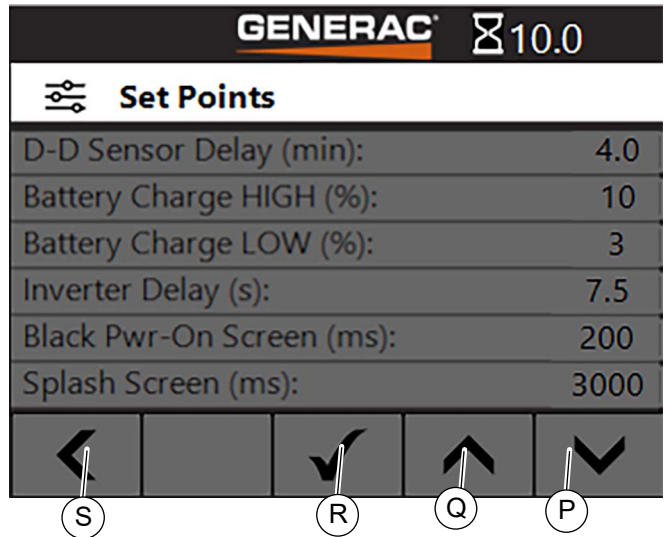 GENERAC 10.0
Set Points
D-D Sensor Delay (min): 4.0
Battery Charge HIGH (%): 10
Battery Charge LOW (%): 3
Inverter Delay (s): 7.5
Black Pwr-On Screen (ms): 200
Splash Screen (ms): 3000
S R Q P